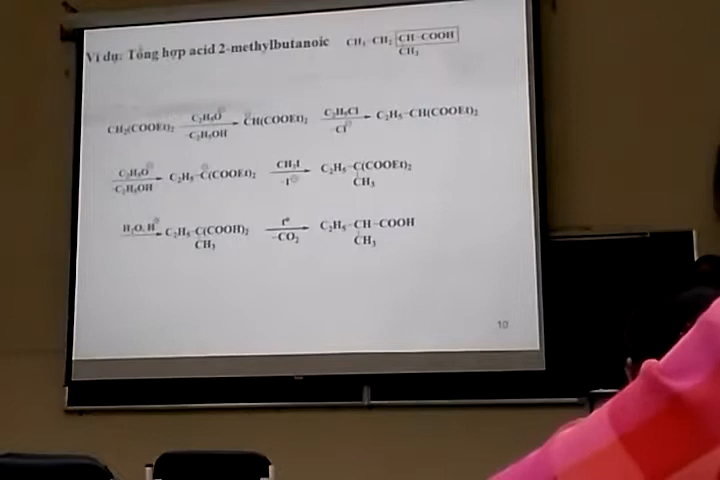 Ví dụ: Tổng hợp acid 2-methylbutanoic CH3-CH2-CH-COOH
CH3
CH2(COOEt)2 C2H5O⊖ -C2H5OH ⊖CH(COOEt)2 C2H5Cl -Cl⊖ C2H5-CH(COOEt)2
C2H5O⊖ -C2H5OH C2H5-C⊖(COOEt)2 CH3I -I⊖ C2H5-C(COOEt)2
CH3
H2O, H⊕ C2H5-C(COOH)2 t° -CO2 C2H5-CH-COOH
CH3 CH3
10